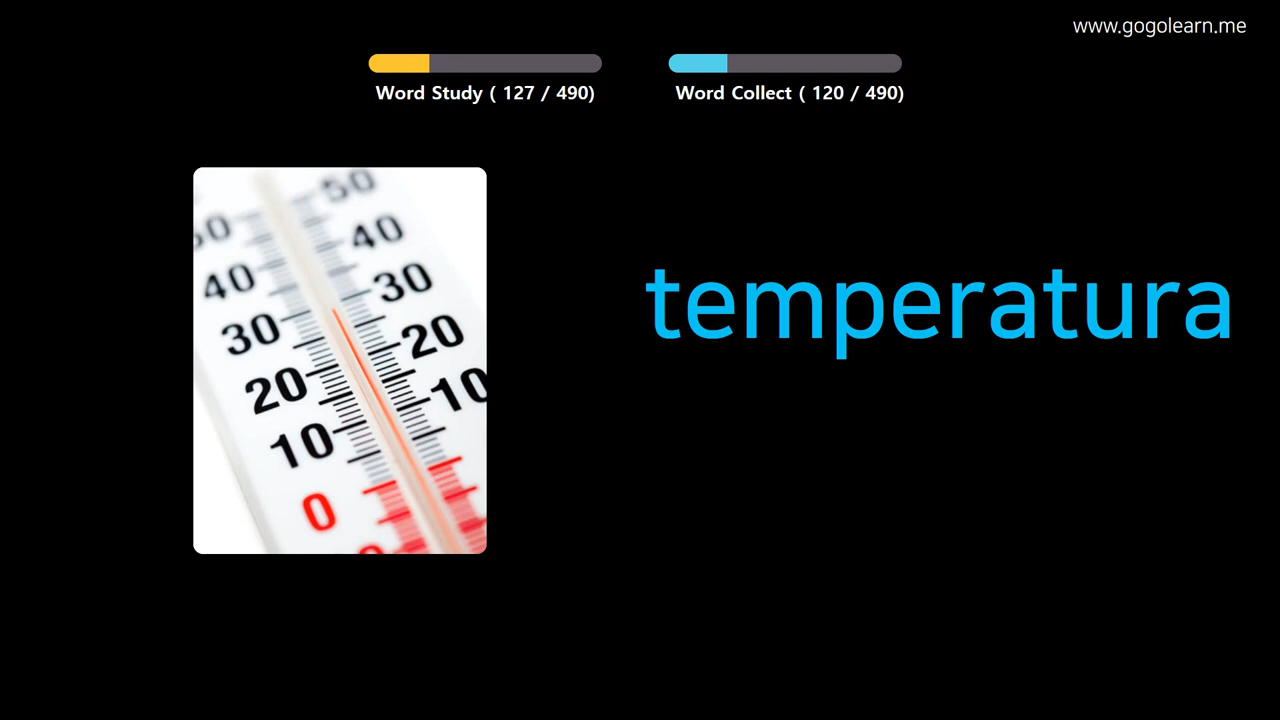 www.gogolearn.me
Word Study ( 127 / 490)
Word Collect ( 120 / 490)
temperatura
50
40
40
30
30
20
20
10
10
0